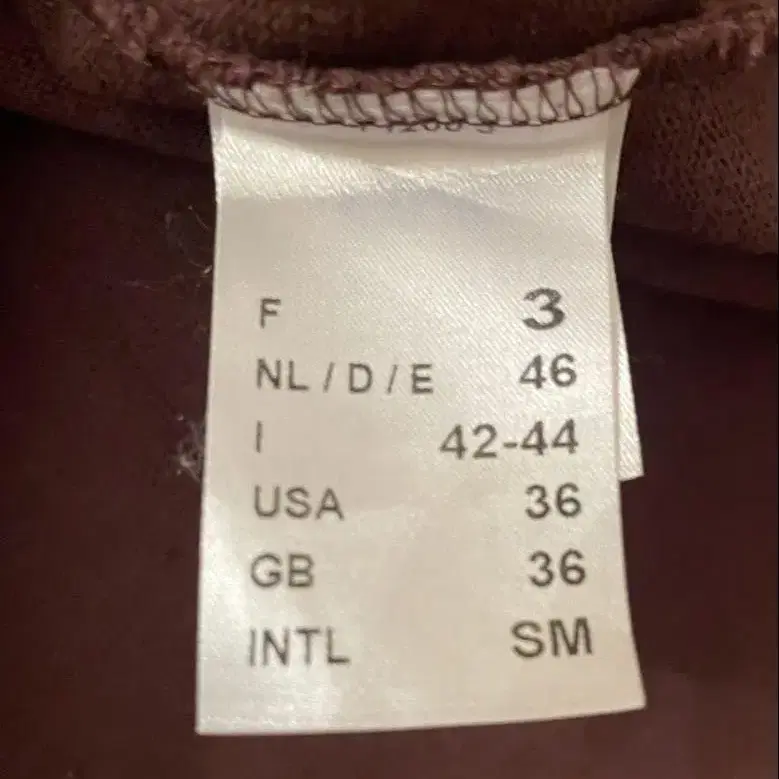 F 3
NL / D / E 46
I 42-44
USA 36
GB 36
INTL SM